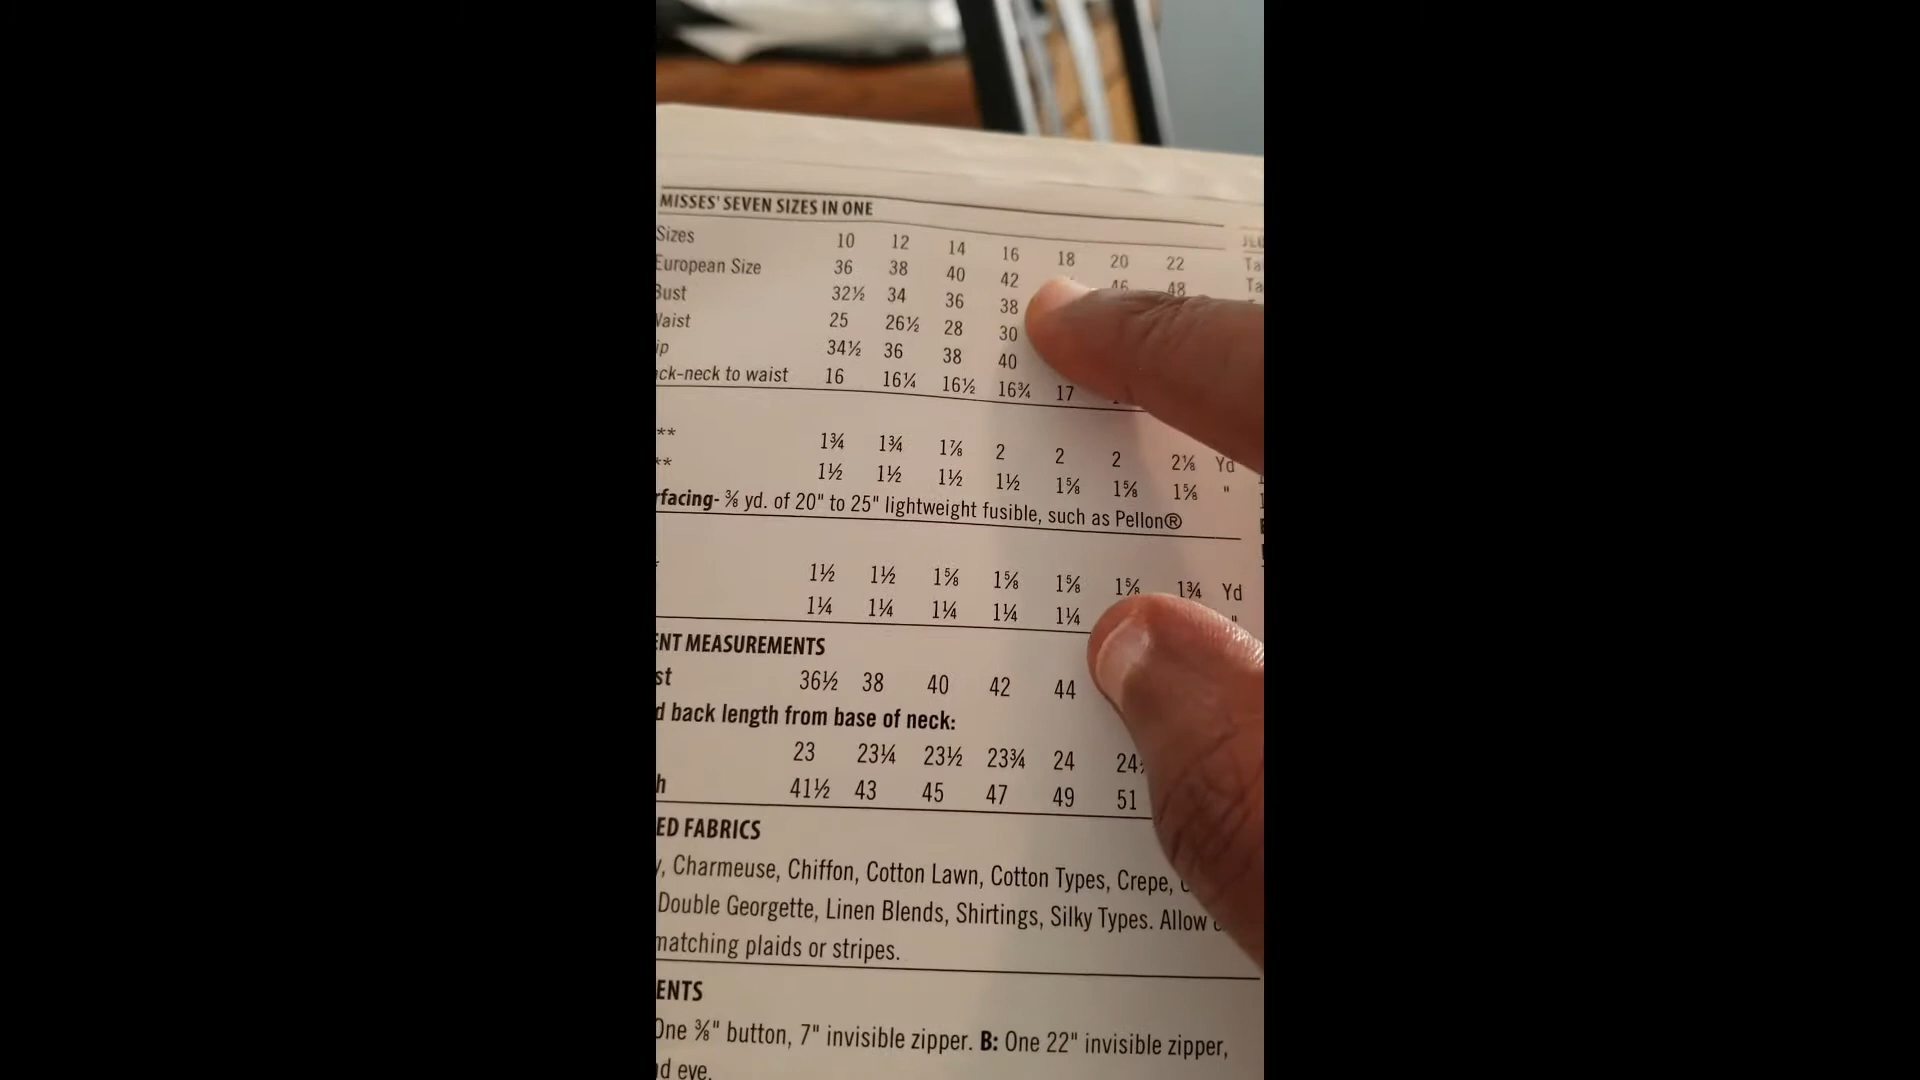 MISSES' SEVEN SIZES IN ONE
Sizes 10 12 14 16 18 20 22
European Size 36 38 40 42 46 48
Bust 32½ 34 36 38
Waist 25 26½ 28 30
ip 34½ 36 38 40
ck-neck to waist 16 16¼ 16½ 16¾ 17
** 1¾ 1¾ 1⅞ 2 2 2 2⅛ Yd
** 1½ 1½ 1½ 1½ 1⅝ 1⅝ 1⅝ "
rfacing- ⅜ yd. of 20" to 25" lightweight fusible, such as Pellon®
1½ 1½ 1⅝ 1⅝ 1⅝ 1⅝ 1¾ Yd
1¼ 1¼ 1¼ 1¼ 1¼ "
ENT MEASUREMENTS
st 36½ 38 40 42 44
d back length from base of neck:
23 23¼ 23½ 23¾ 24 24
h 41½ 43 45 47 49 51
ED FABRICS
y, Charmeuse, Chiffon, Cotton Lawn, Cotton Types, Crepe,
Double Georgette, Linen Blends, Shirtings, Silky Types. Allow
matching plaids or stripes.
ENTS
One ⅜" button, 7" invisible zipper. B: One 22" invisible zipper,
d eye.